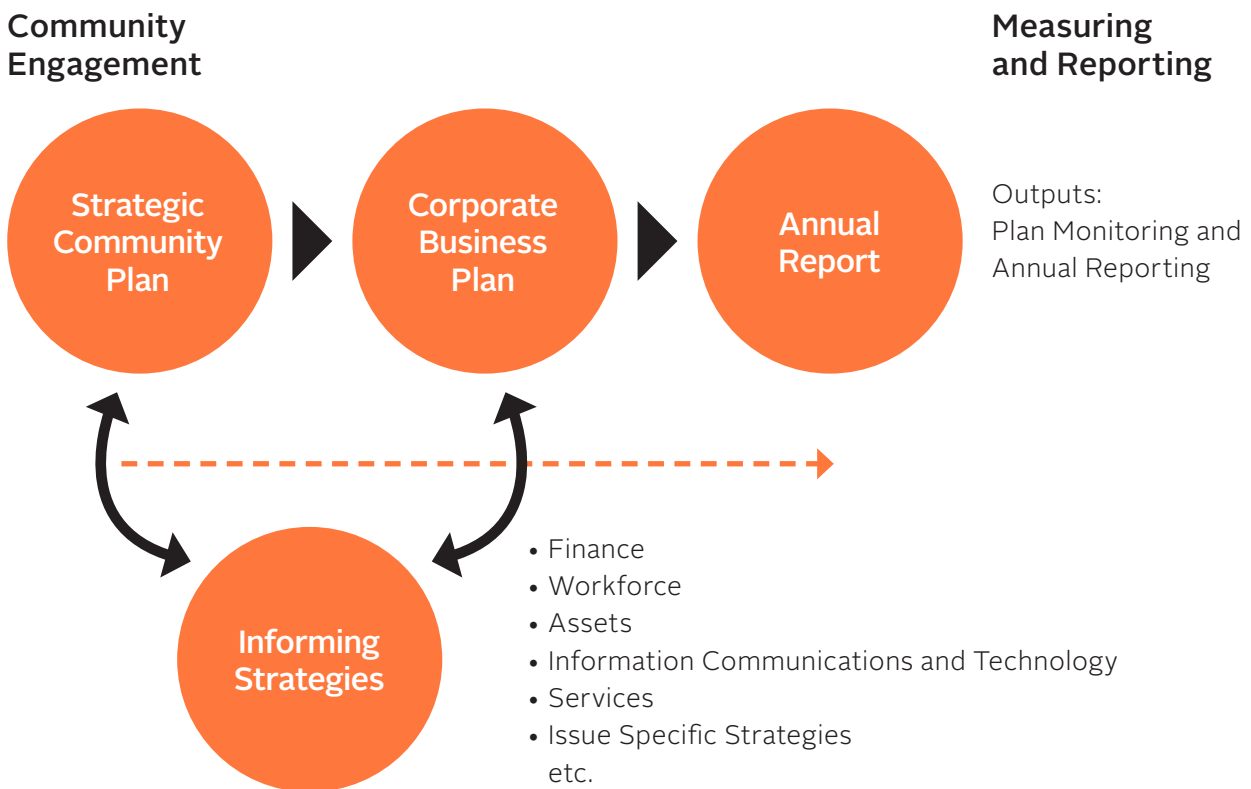 Community
Engagement
Measuring
and Reporting
Strategic
Community
Plan
Corporate
Business
Plan
Annual
Report
Outputs:
Plan Monitoring and
Annual Reporting
Informing
Strategies
• Finance
• Workforce
• Assets
• Information Communications and Technology
• Services
• Issue Specific Strategies
etc.